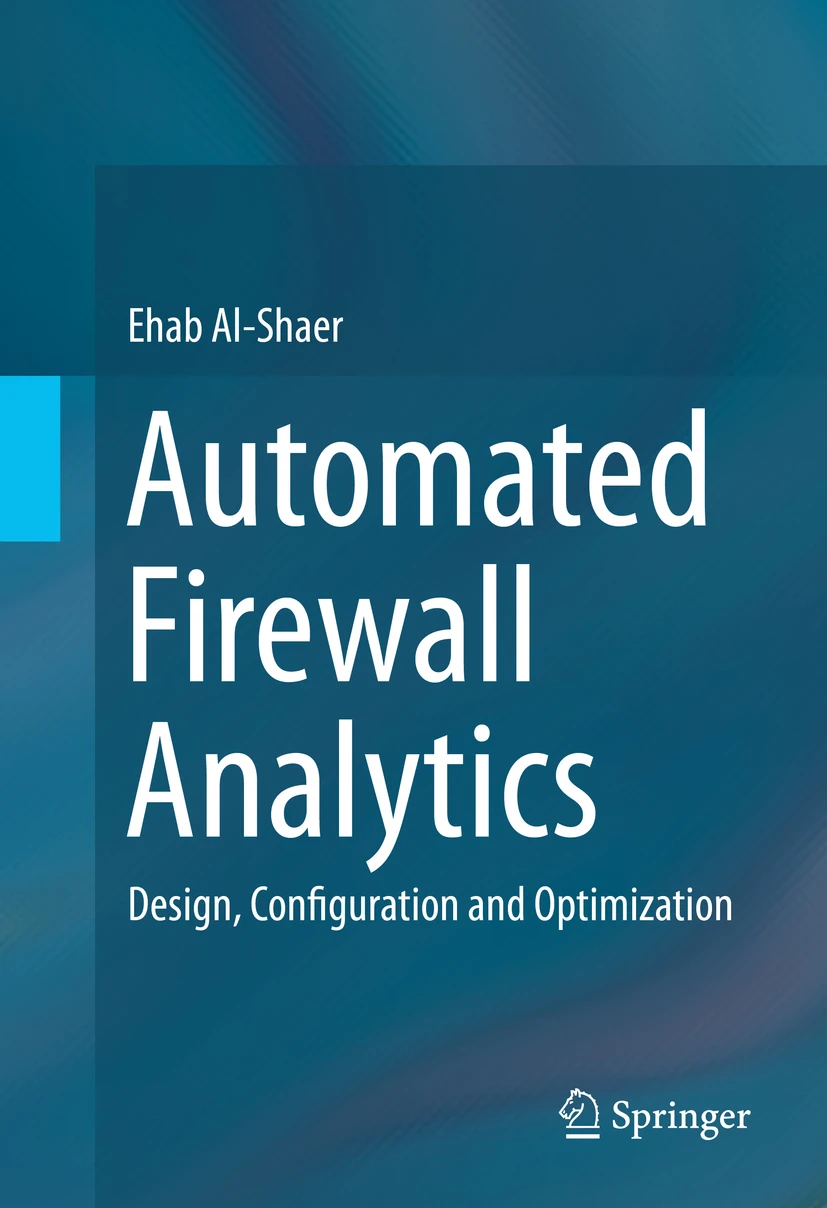 Ehab Al-Shaer
Automated
Firewall
Analytics
Design, Configuration and Optimization
Springer